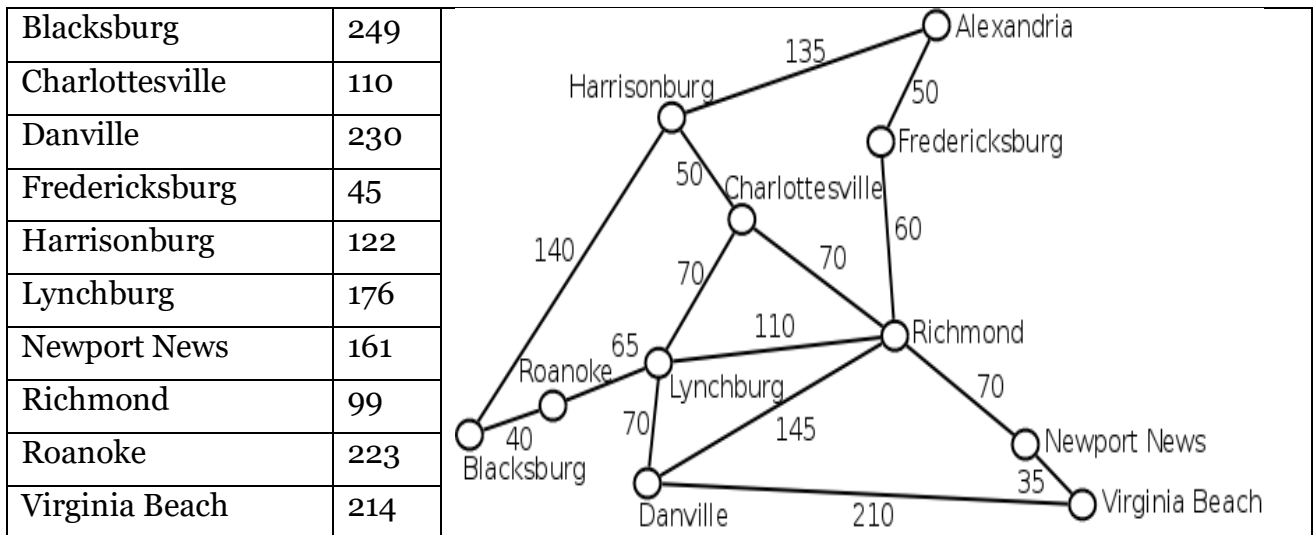 Blacksburg 249
Charlottesville 110
Danville 230
Fredericksburg 45
Harrisonburg 122
Lynchburg 176
Newport News 161
Richmond 99
Roanoke 223
Virginia Beach 214
Alexandria
135
Harrisonburg
50
Fredericksburg
50
Charlottesville
60
140
70
70
110
Richmond
65
Roanoke
Lynchburg
70
40
70
145
Newport News
Blacksburg
35
Virginia Beach
Danville
210